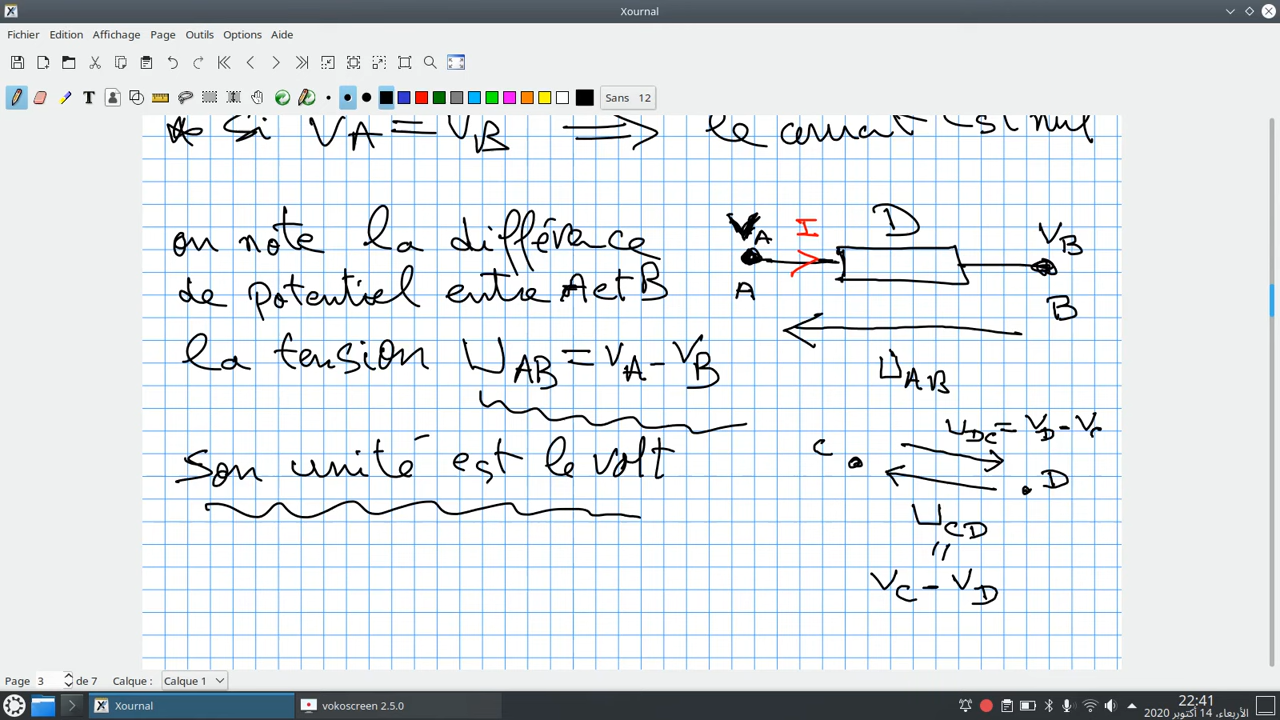 Xournal
Fichier Edition Affichage Page Outils Options Aide
Sans 12
* Si VA = VB ⟹ le courant est nul
on note la différence
de potentiel entre A et B
la tension UAB = VA - VB
Son unité est le volt
VA I D VB
A B
UAB
UDC = VD - VC
C D
UCD
=
VC - VD
Page 3 de 7 Calque : Calque 1
Xournal vokoscreen 2.5.0
22:41
الأربعاء, 14 أكتوبر 2020